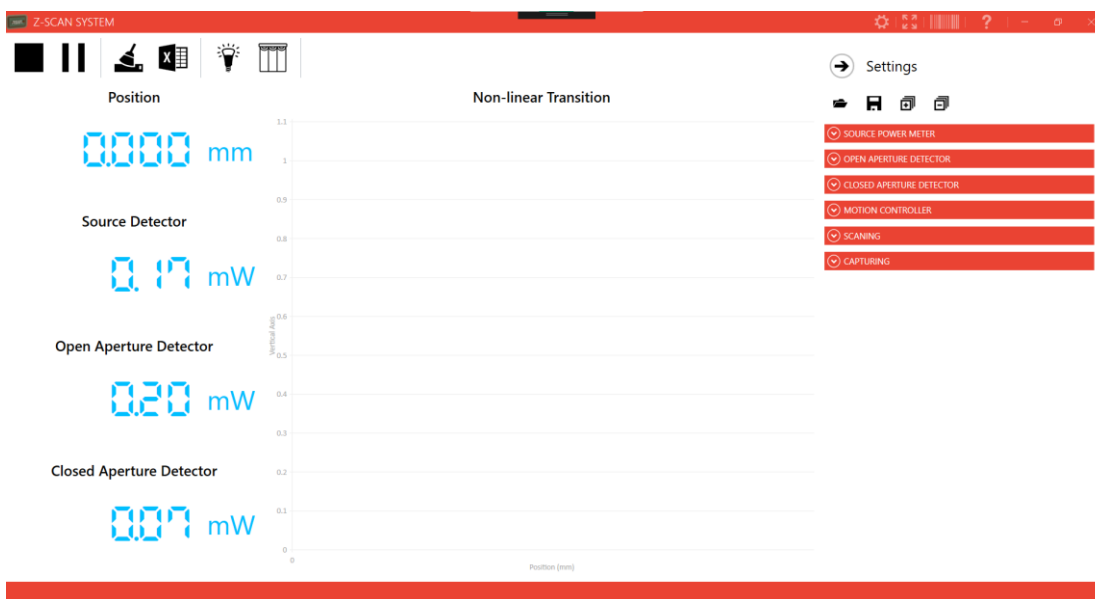 Z-SCAN SYSTEM
?
Settings
Position
0.000 mm
Source Detector
0.17 mW
Open Aperture Detector
0.20 mW
Closed Aperture Detector
0.07 mW
Non-linear Transition
1.1
1
0.9
0.8
0.7
0.6
0.5
0.4
0.3
0.2
0.1
0
0
Vertical Axis
Position (mm)
SOURCE POWER METER
OPEN APERTURE DETECTOR
CLOSED APERTURE DETECTOR
MOTION CONTROLLER
SCANING
CAPTURING